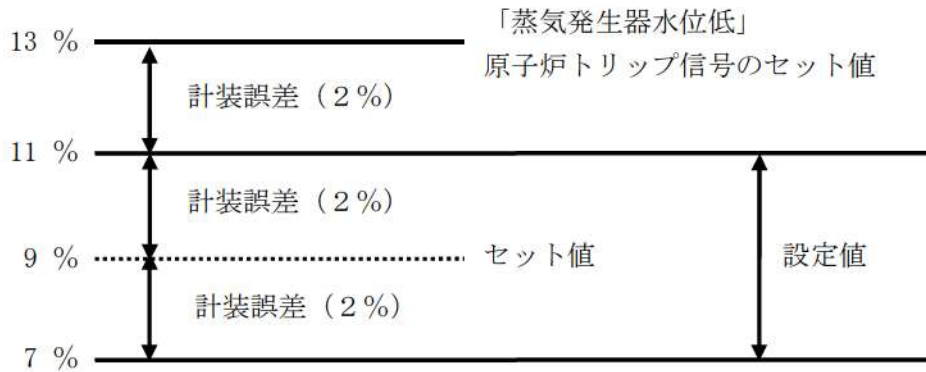 「蒸気発生器水位低」
13 %
原子炉トリップ信号のセット値
計装誤差(2%)
11 %
計装誤差(2%)
9 %
セット値
設定値
計装誤差(2%)
7 %